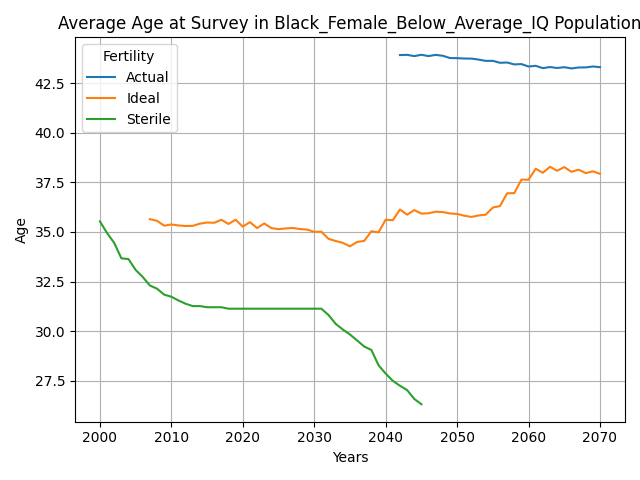 Average Age at Survey in Black_Female_Below_Average_IQ Population
Fertility
Actual
Ideal
Sterile
Age
42.5
40.0
37.5
35.0
32.5
30.0
27.5
2000 2010 2020 2030 2040 2050 2060 2070
Years